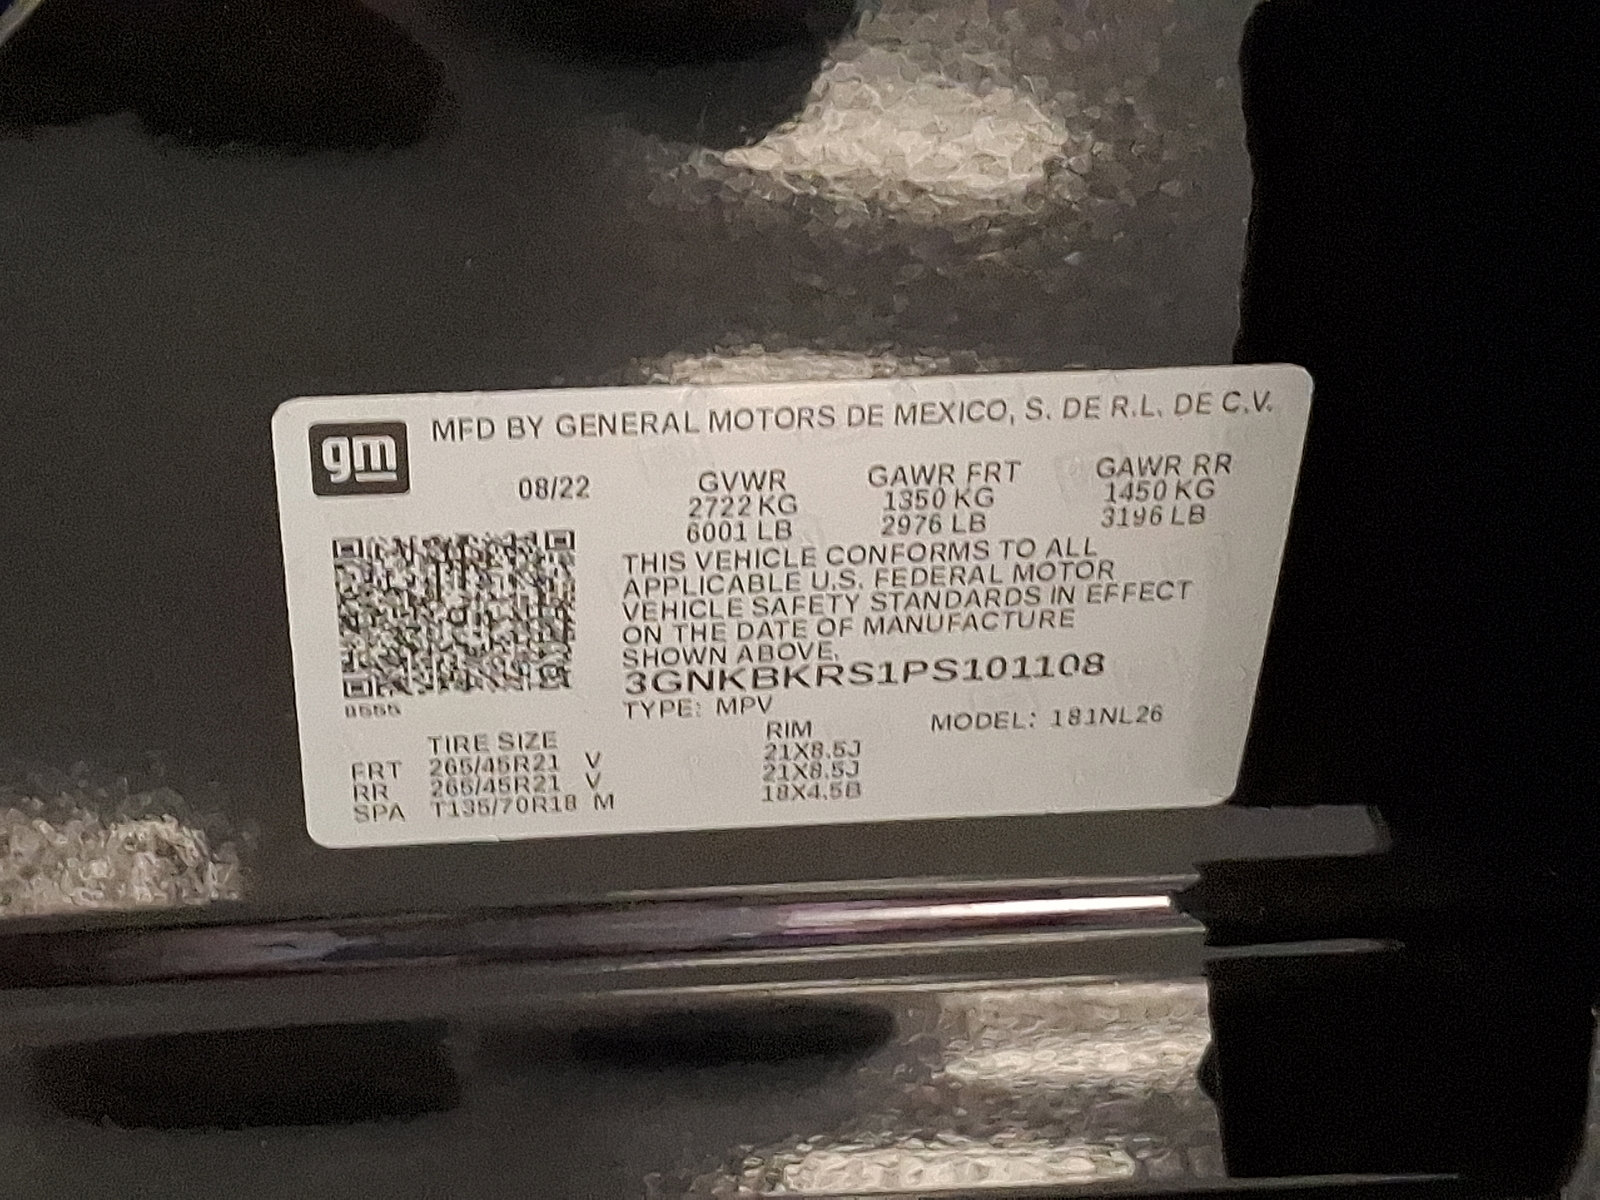 gm
MFD BY GENERAL MOTORS DE MEXICO, S. DE R.L. DE C.V.
08/22 GVWR GAWR FRT GAWR RR
2722 KG 1350 KG 1450 KG
6001 LB 2976 LB 3196 LB
THIS VEHICLE CONFORMS TO ALL
APPLICABLE U.S. FEDERAL MOTOR
VEHICLE SAFETY STANDARDS IN EFFECT
ON THE DATE OF MANUFACTURE
SHOWN ABOVE.
3GNKBKRS1PS101108
TYPE: MPV MODEL: 181NL26
TIRE SIZE RIM
FRT 265/45R21 V 21X8.5J
RR 265/45R21 V 21X8.5J
SPA T135/70R18 M 18X4.5B